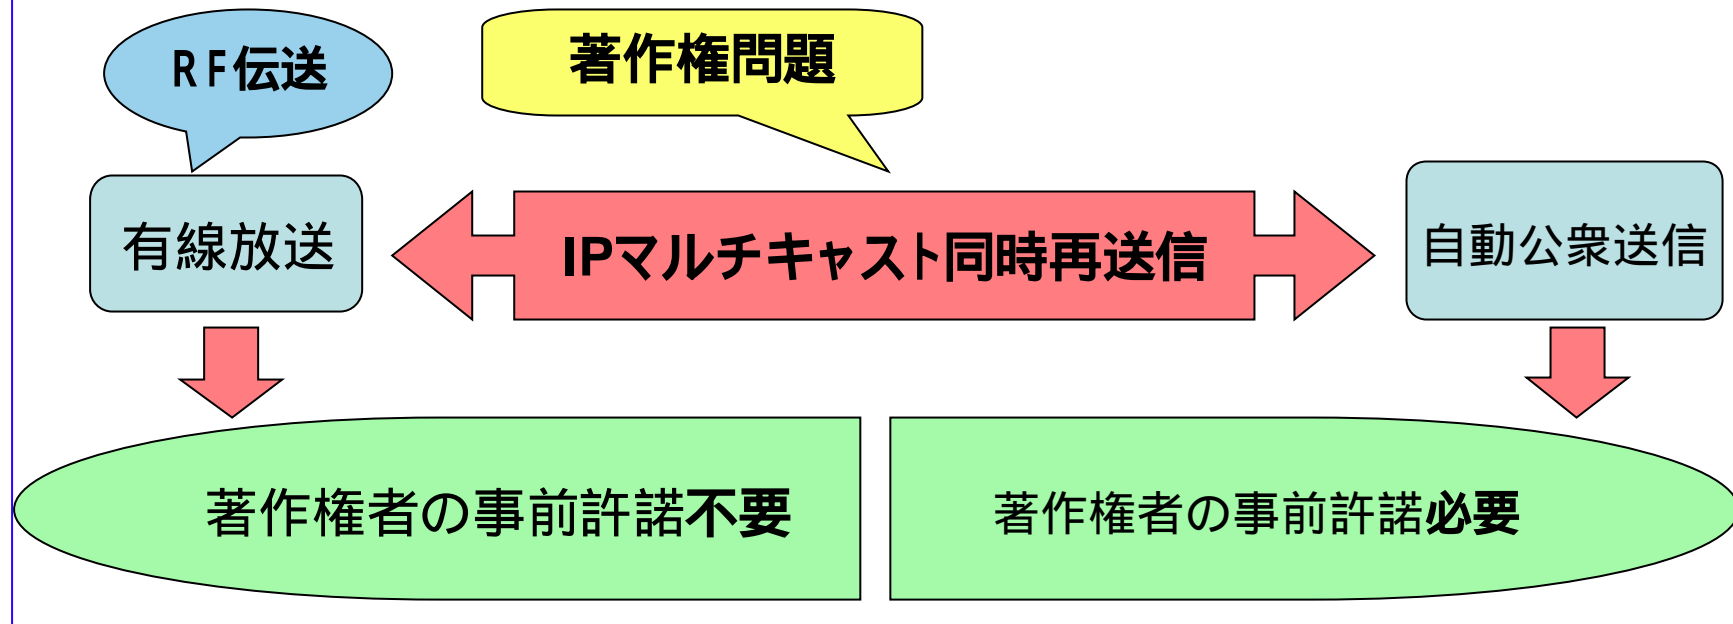 ＲＦ伝送
著作権問題
有線放送
IPマルチキャスト同時再送信
自動公衆送信
著作権者の事前許諾不要
著作権者の事前許諾必要